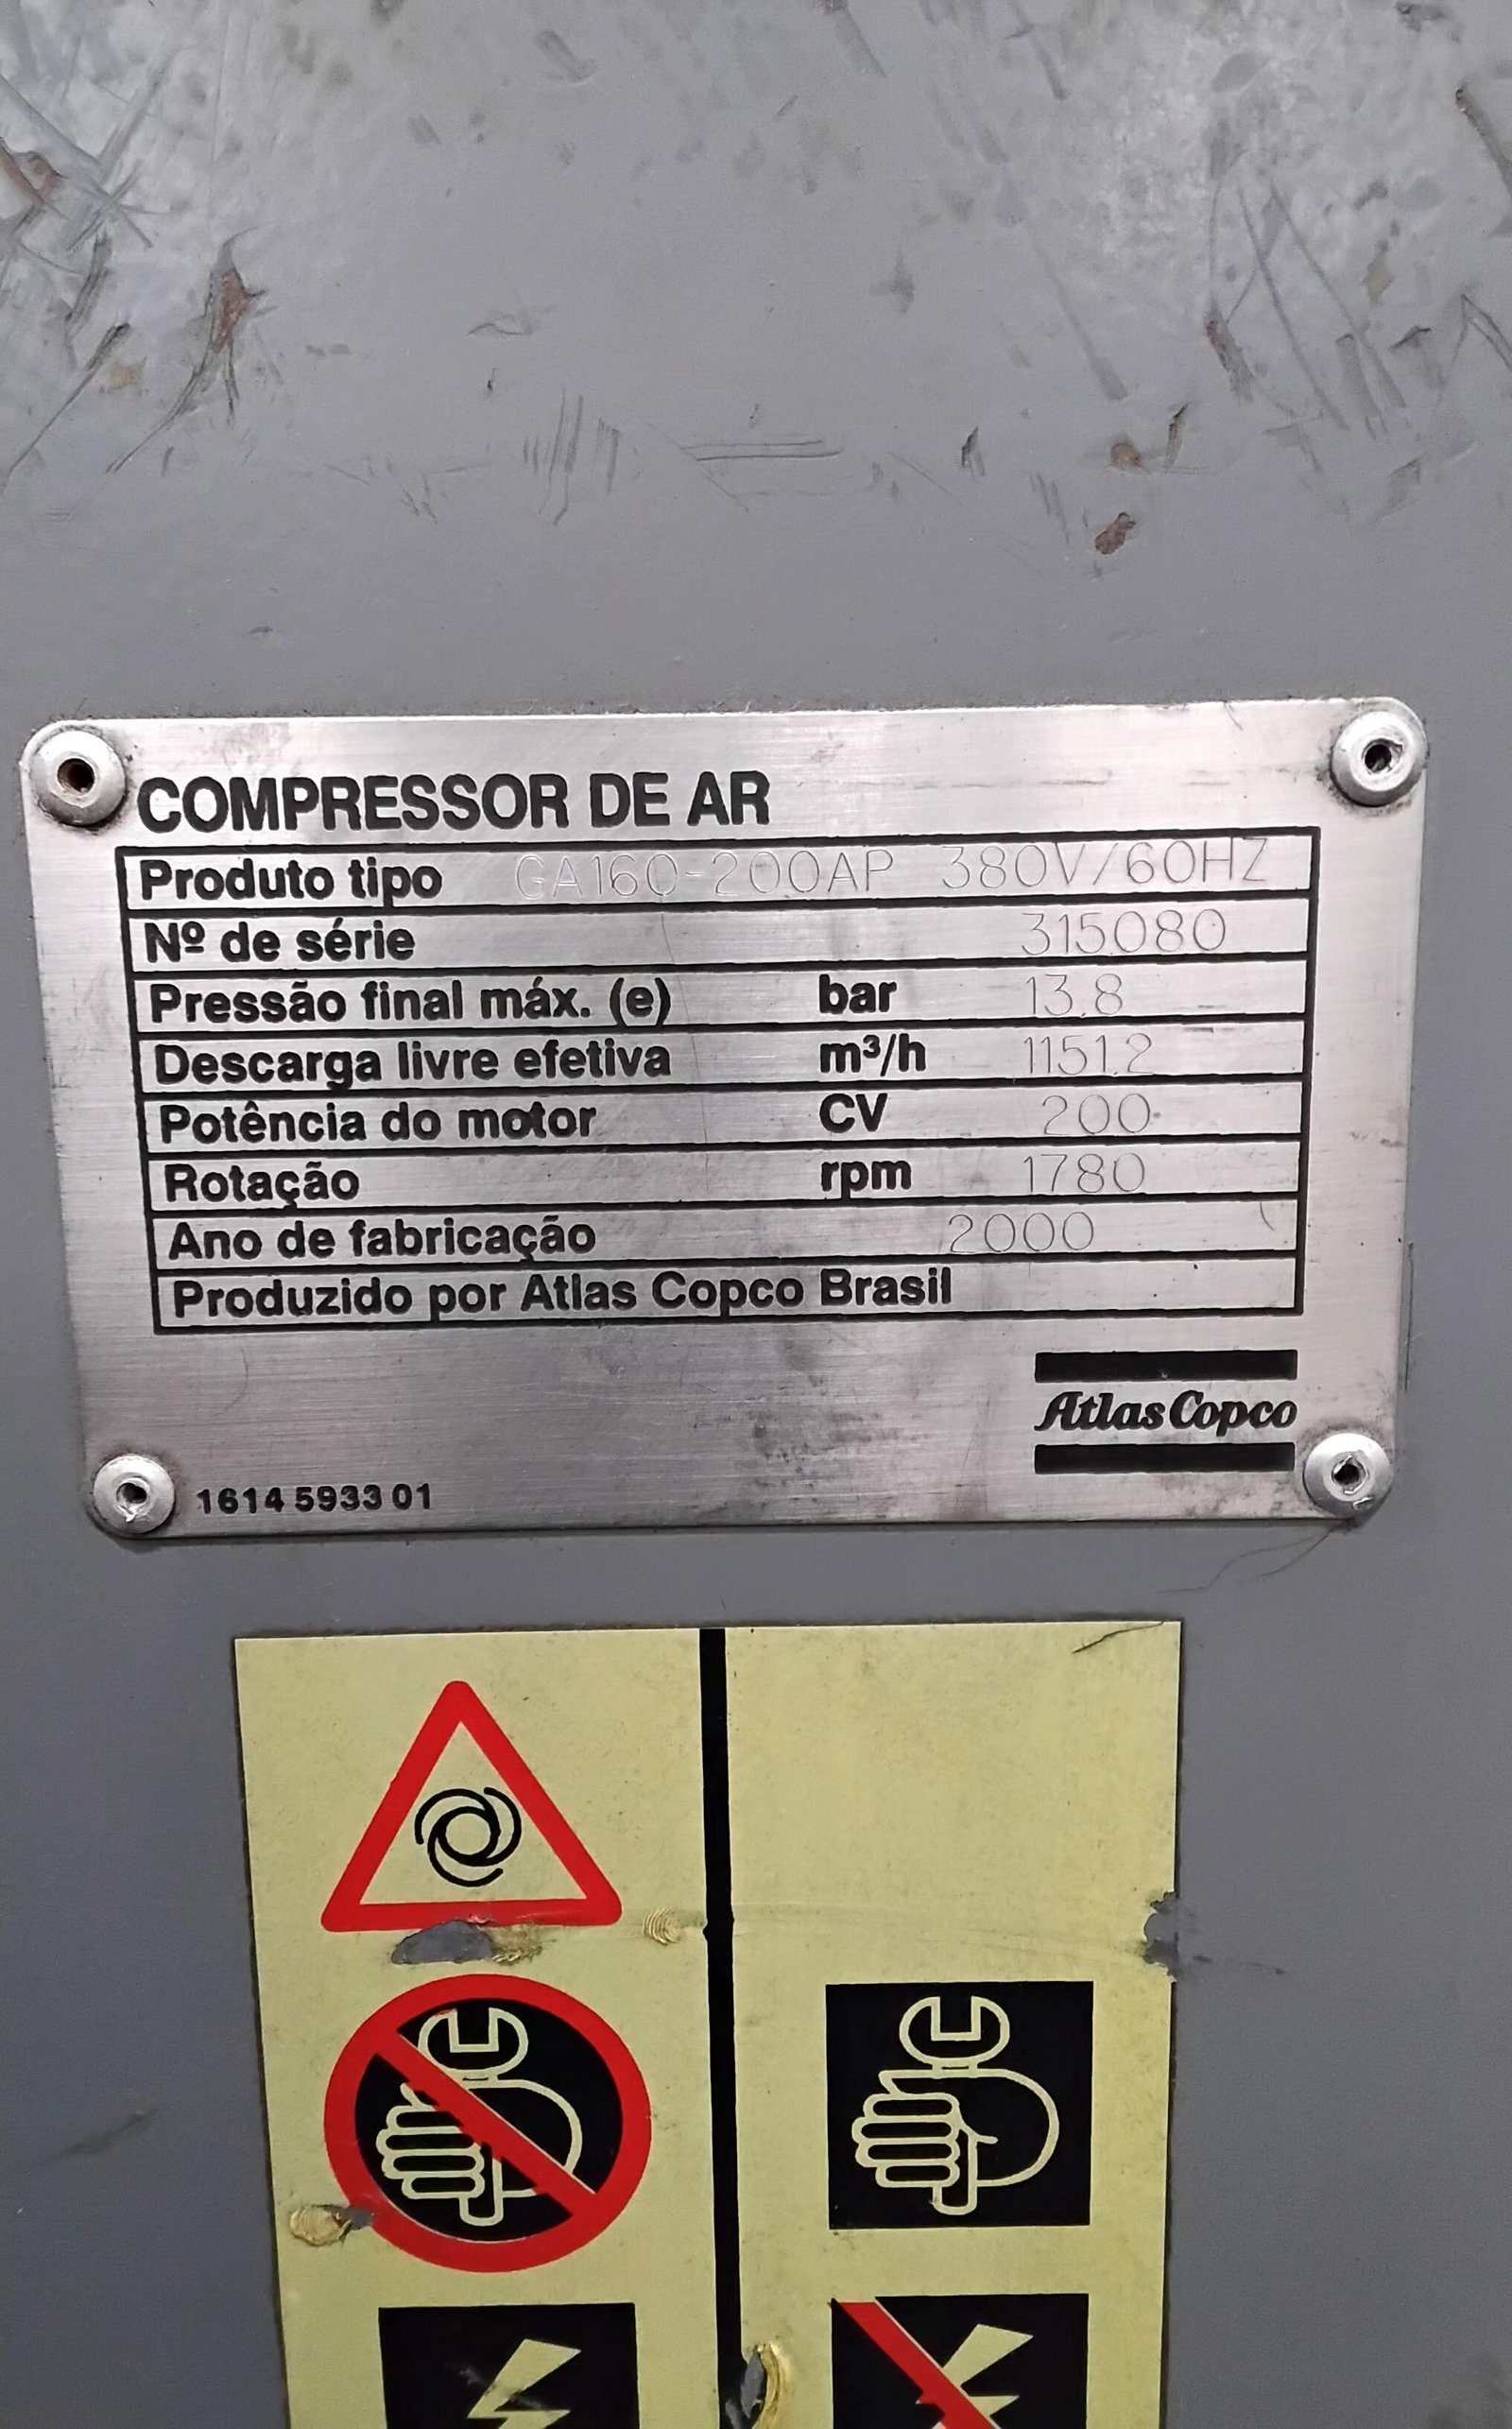 COMPRESSOR DE AR
Produto tipo GA160-200AP 380V/60HZ
Nº de série 315080
Pressão final máx. (e) bar 13.8
Descarga livre efetiva m³/h 1151.2
Potência do motor CV 200
Rotação rpm 1780
Ano de fabricação 2000
Produzido por Atlas Copco Brasil
Atlas Copco
1614 5933 01